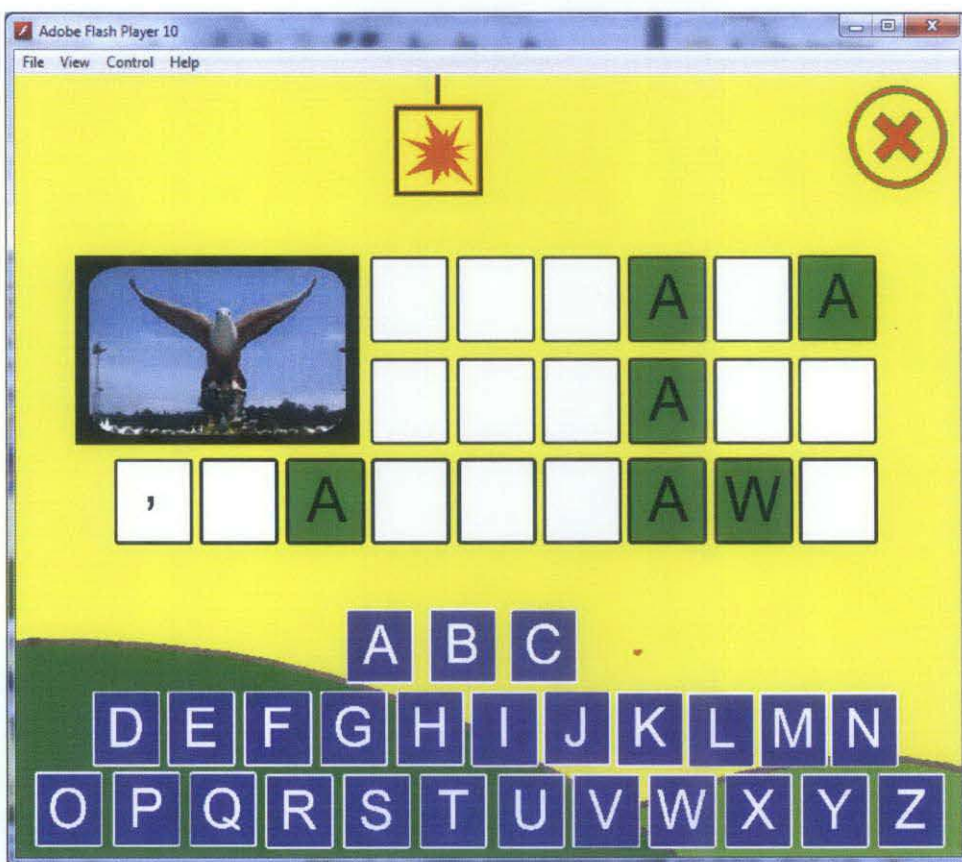 Adobe Flash Player 10
File View Control Help
A A
A
, A A W
A B C
D E F G H I J K L M N
O P Q R S T U V W X Y Z